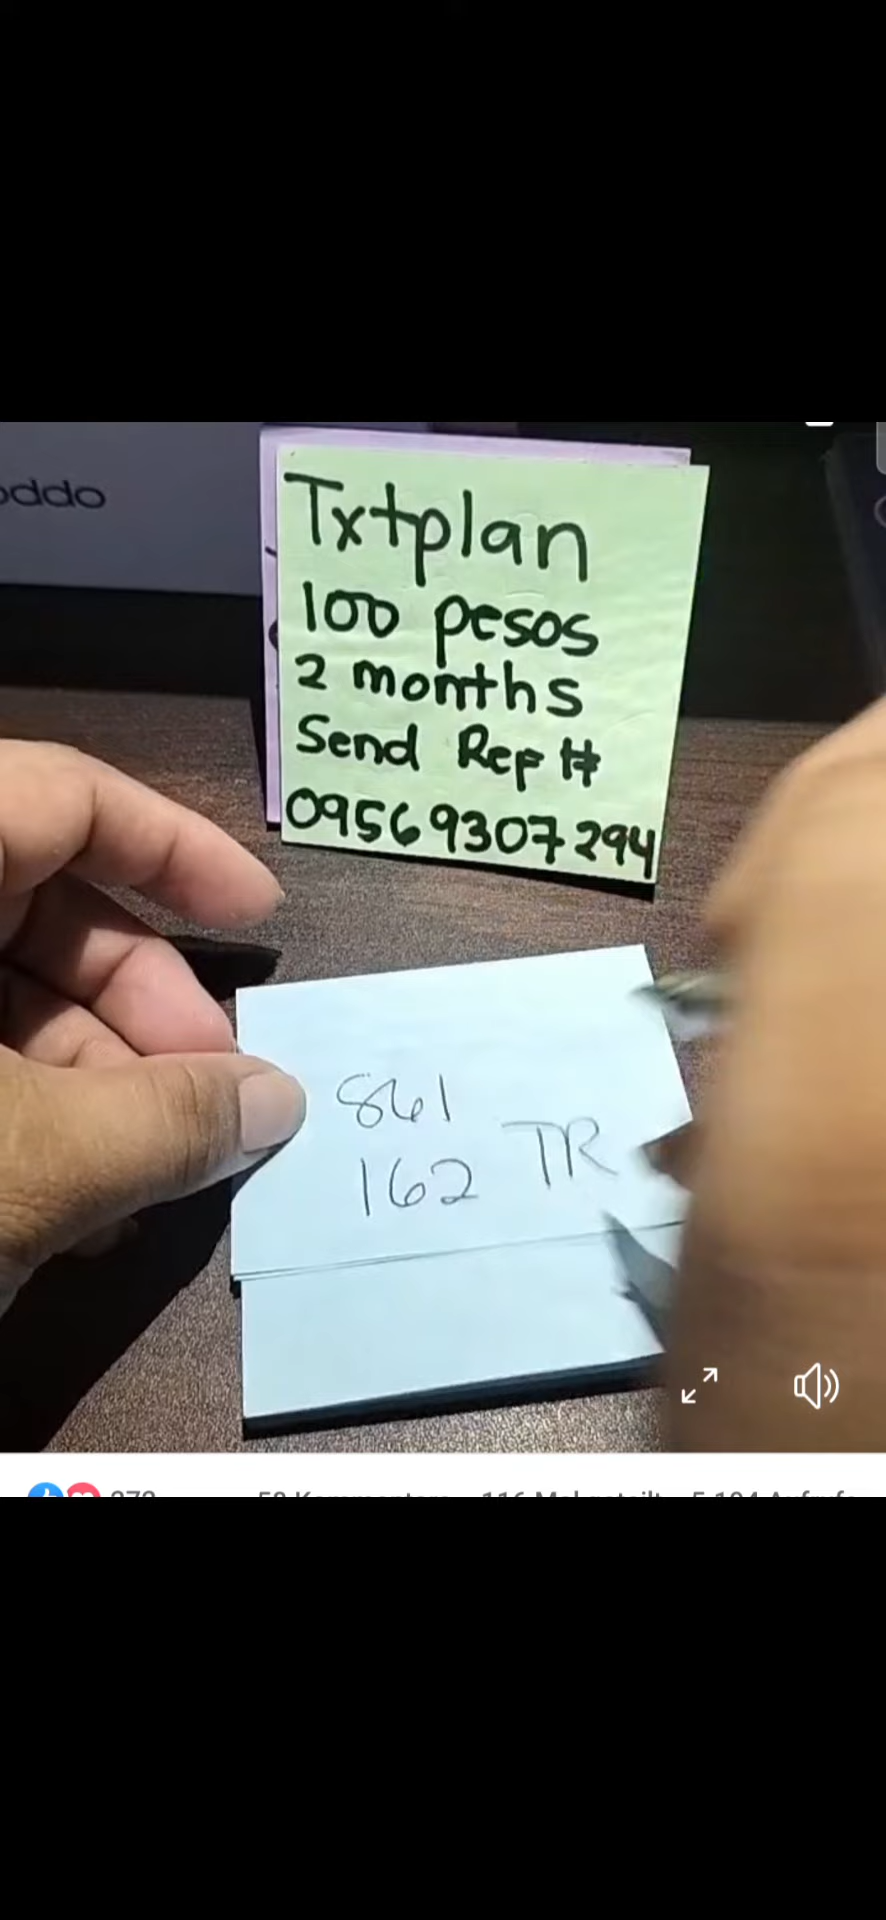 oddo
Txtplan
100 pesos
2 months
Send Ref #
09569307294
861
162 TR